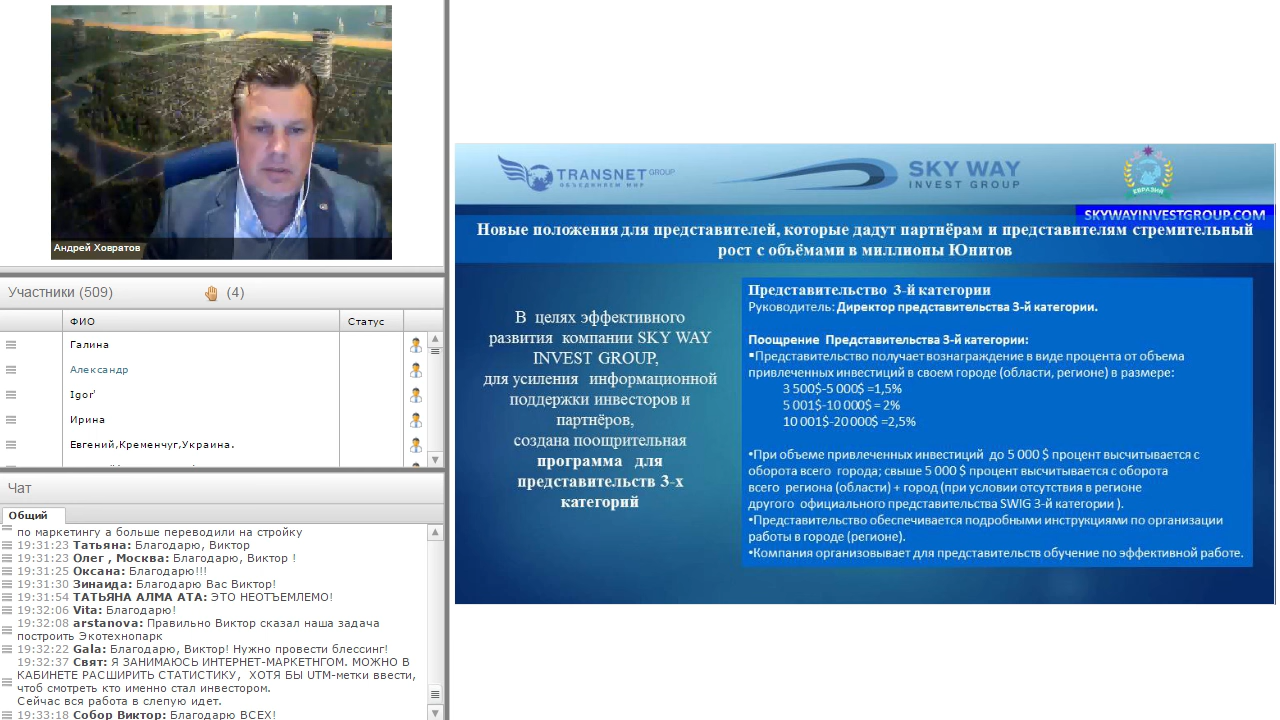 Андрей Ховратов
Участники (509)
(4)
ФИО
Статус
Галина
Александр
Igor'
Ирина
Евгений,Кременчуг,Украина.
Чат
Общий
по маркетингу а больше переводили на стройку
19:31:23 Татьяна: Благодарю, Виктор
19:31:23 Олег , Москва: Благодарю, Виктор !
19:31:25 Оксана: Благодарю!!!
19:31:30 Зинаида: Благодарю Вас Виктор!
19:31:54 ТАТЬЯНА АЛМА АТА: ЭТО НЕОТЪЕМЛЕМО!
19:32:06 Vita: Благодарю!
19:32:08 arstanova: Правильно Виктор сказал наша задача
построить Экотехнопарк
19:32:22 Gala: Благодарю, Виктор! Нужно провести блессинг!
19:32:37 Свят: Я ЗАНИМАЮСЬ ИНТЕРНЕТ-МАРКЕТНГОМ. МОЖНО В
КАБИНЕТЕ РАСШИРИТЬ СТАТИСТИКУ, ХОТЯ БЫ UTM-метки ввести,
чтоб смотреть кто именно стал инвестором.
Сейчас вся работа в слепую идет.
19:33:18 Собор Виктор: Благодарю ВСЕХ!
TRANSNET GROUP
ОБЪЕДИНЯЕМ МИР
SKY WAY
INVEST GROUP
ЕВРАЗИЯ
SKYWAYINVESTGROUP.COM
Новые положения для представителей, которые дадут партнёрам и представителям стремительный
рост с объёмами в миллионы Юнитов
В целях эффективного
развития компании SKY WAY
INVEST GROUP,
для усиления информационной
поддержки инвесторов и
партнёров,
создана поощрительная
программа для
представительств 3-х
категорий
Представительство 3-й категории
Руководитель: Директор представительства 3-й категории.
Поощрение Представительства 3-й категории:
▪Представительство получает вознаграждение в виде процента от объема
привлеченных инвестиций в своем городе (области, регионе) в размере:
3 500$-5 000$ =1,5%
5 001$-10 000$ = 2%
10 001$-20 000$ =2,5%
•При объеме привлеченных инвестиций до 5 000 $ процент высчитывается с
оборота всего города; свыше 5 000 $ процент высчитывается с оборота
всего региона (области) + город (при условии отсутствия в регионе
другого официального представительства SWIG 3-й категории ).
•Представительство обеспечивается подробными инструкциями по организации
работы в городе (регионе).
•Компания организовывает для представительств обучение по эффективной работе.